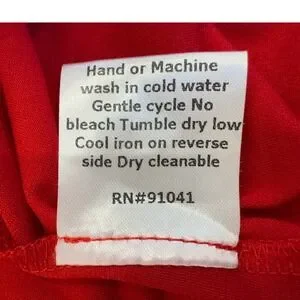 Hand or Machine
wash in cold water
Gentle cycle No
bleach Tumble dry low
Cool iron on reverse
side Dry cleanable
RN#91041